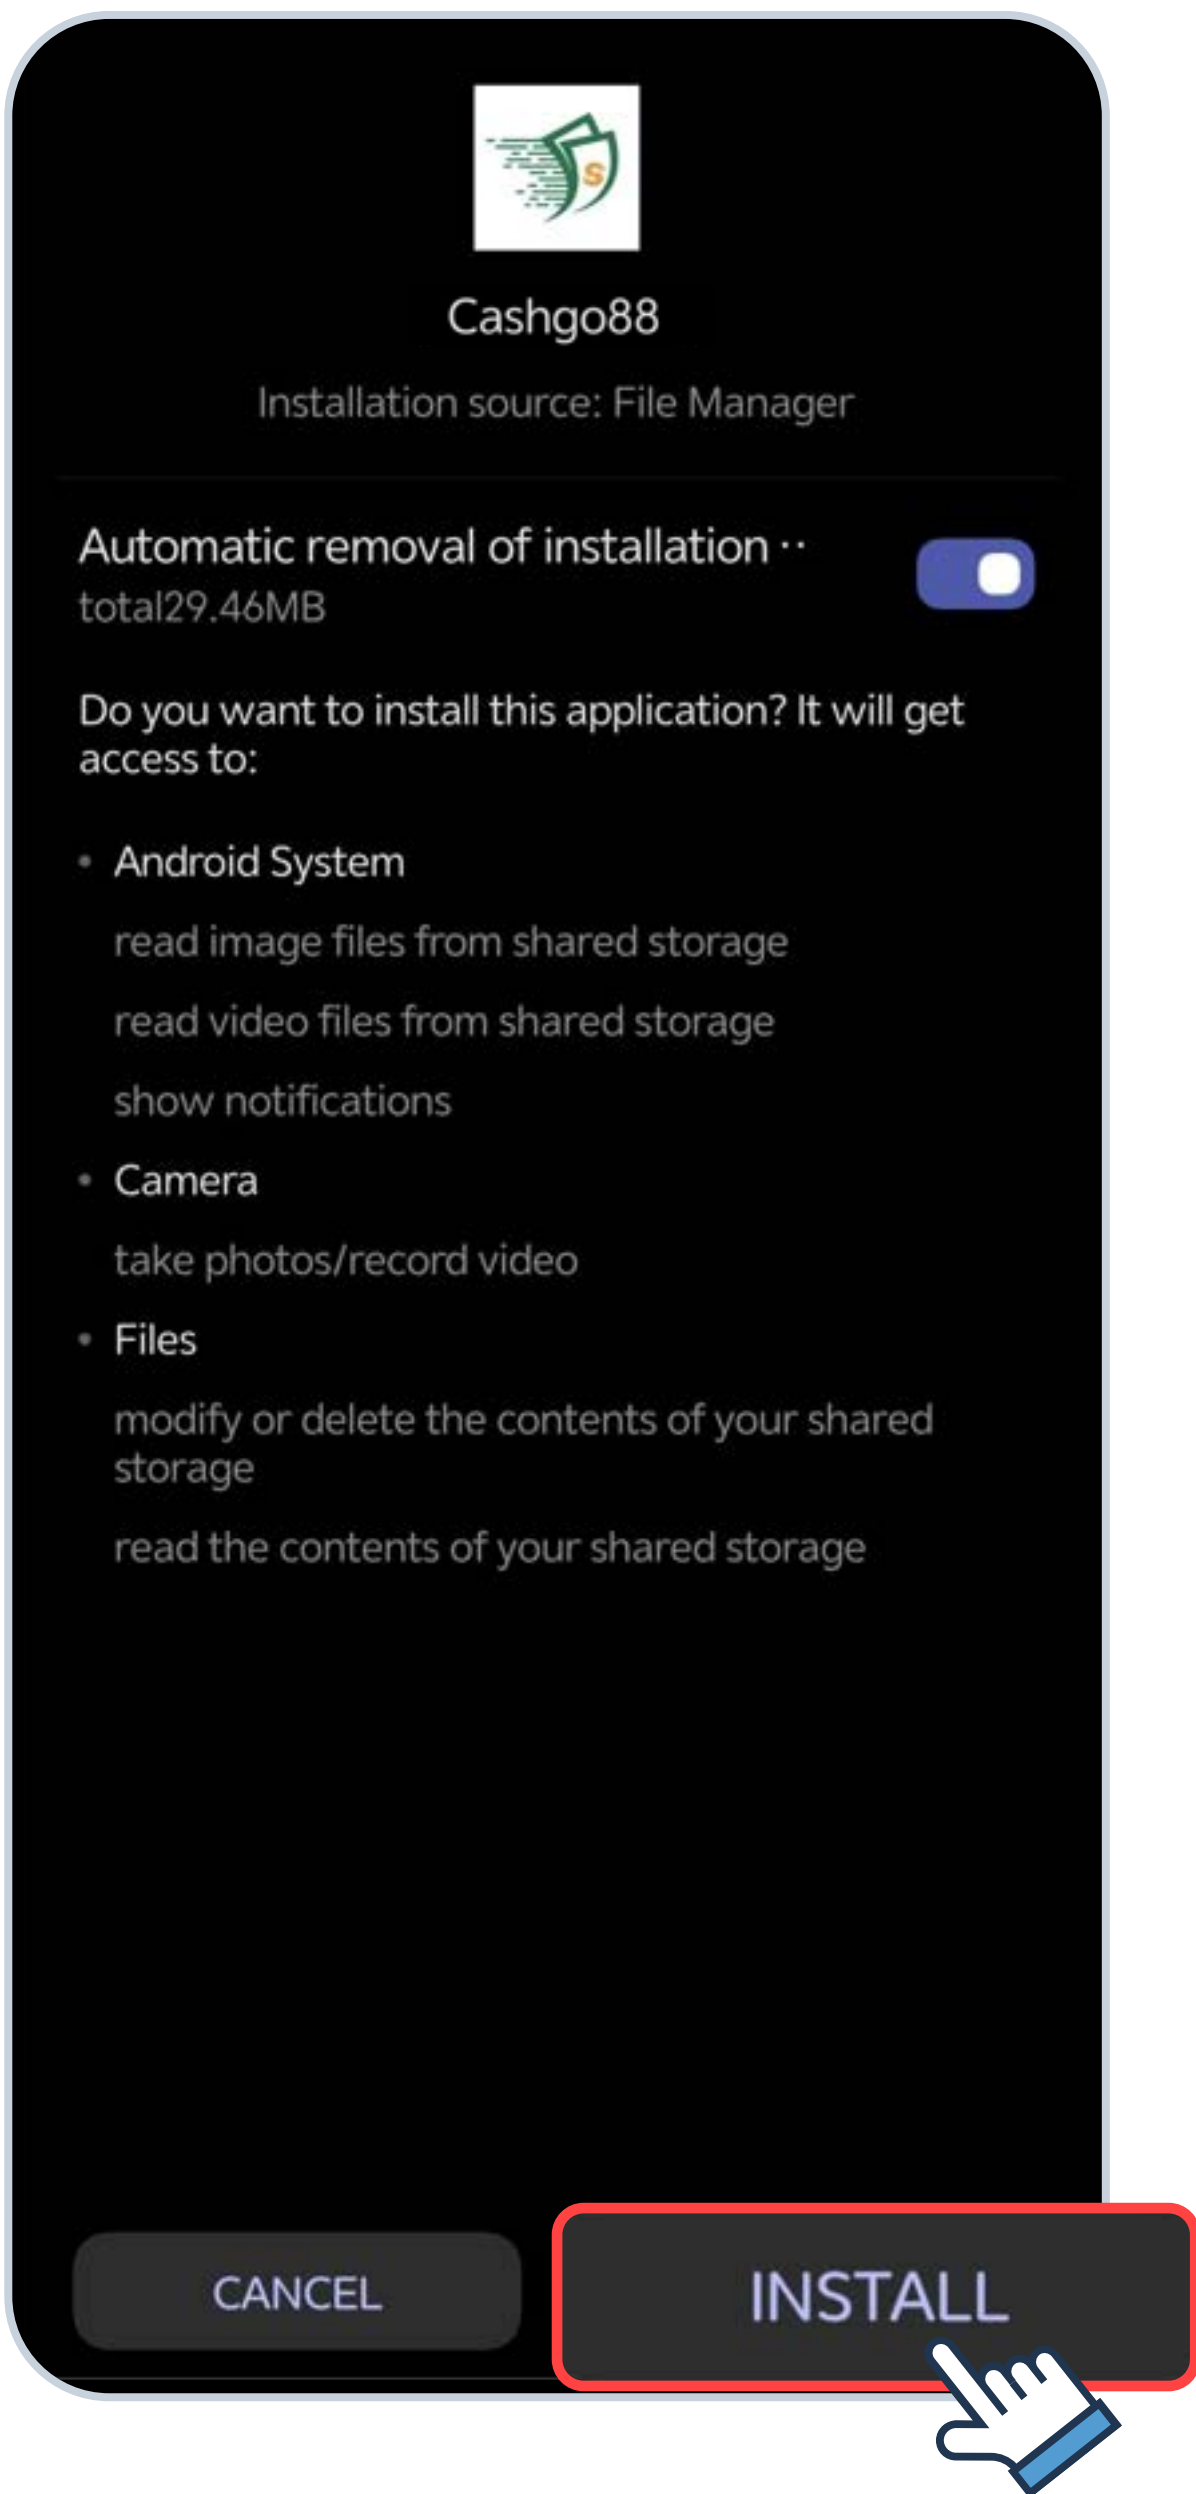 S
Cashgo88
Installation source: File Manager
Automatic removal of installation ··
total29.46MB
Do you want to install this application? It will get
access to:
• Android System
read image files from shared storage
read video files from shared storage
show notifications
• Camera
take photos/record video
• Files
modify or delete the contents of your shared
storage
read the contents of your shared storage
CANCEL
INSTALL